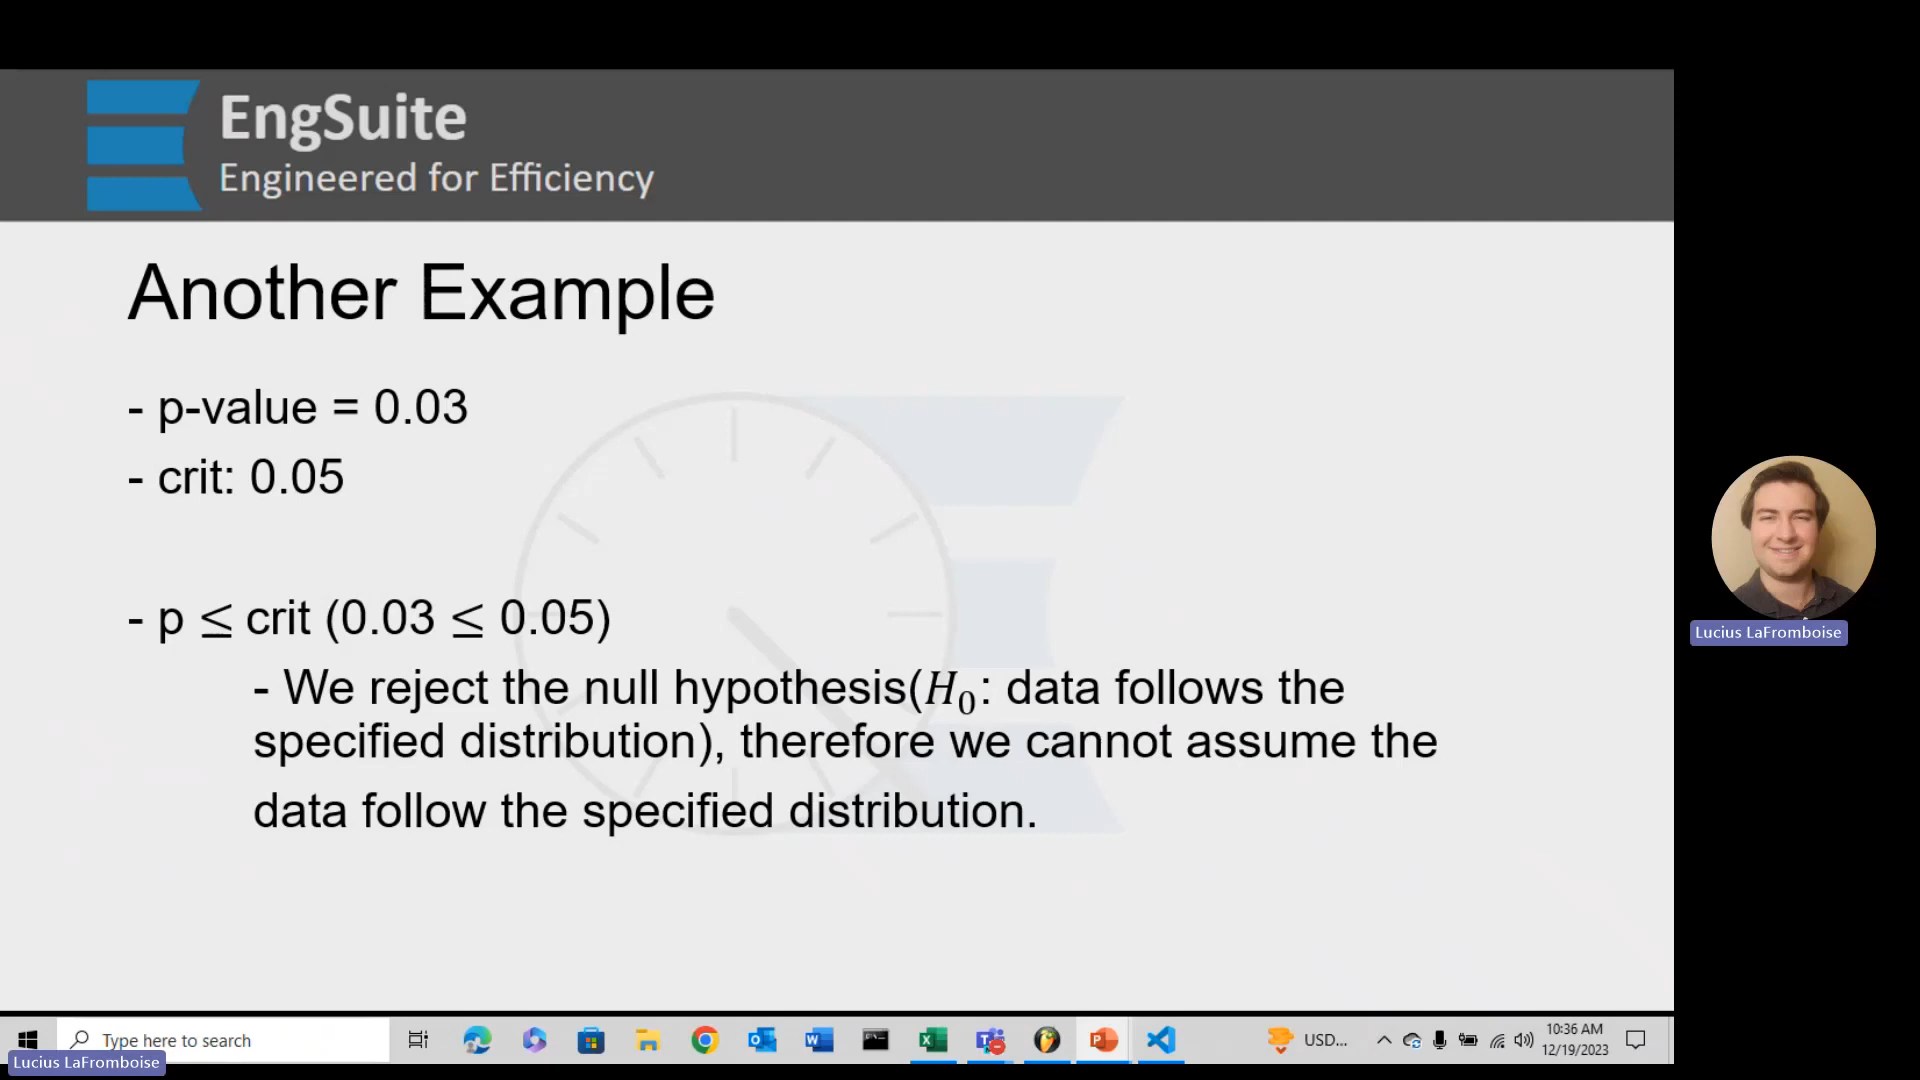 EngSuite
Engineered for Efficiency
Another Example
- p-value = 0.03
- crit: 0.05
- p ≤ crit (0.03 ≤ 0.05)
- We reject the null hypothesis(H₀: data follows the
specified distribution), therefore we cannot assume the
data follow the specified distribution.
Lucius LaFromboise
Type here to search
USD...
10:36 AM
12/19/2023
Lucius LaFromboise